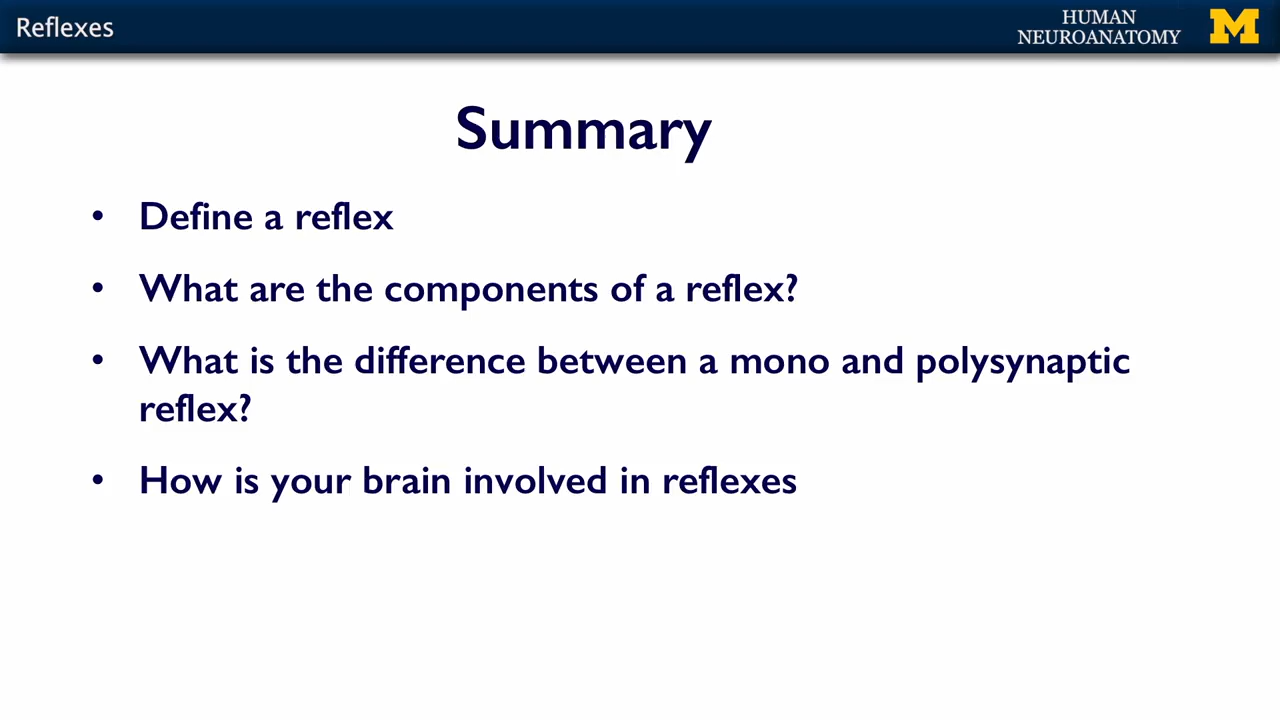 Reflexes
HUMAN
NEUROANATOMY
M
Summary
• Define a reflex
• What are the components of a reflex?
• What is the difference between a mono and polysynaptic
reflex?
• How is your brain involved in reflexes